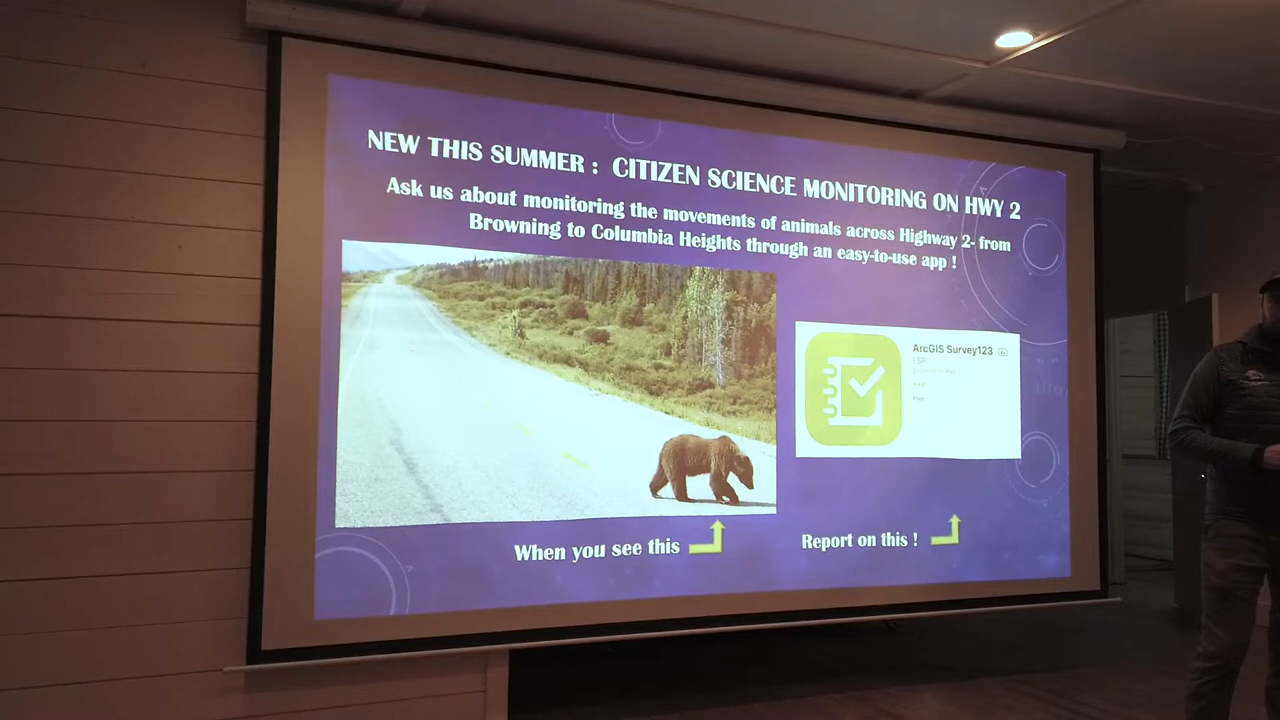 NEW THIS SUMMER : CITIZEN SCIENCE MONITORING ON HWY 2
Ask us about monitoring the movements of animals across Highway 2- from
Browning to Columbia Heights through an easy-to-use app !
ArcGIS Survey123
ESRI
Free
When you see this
Report on this !